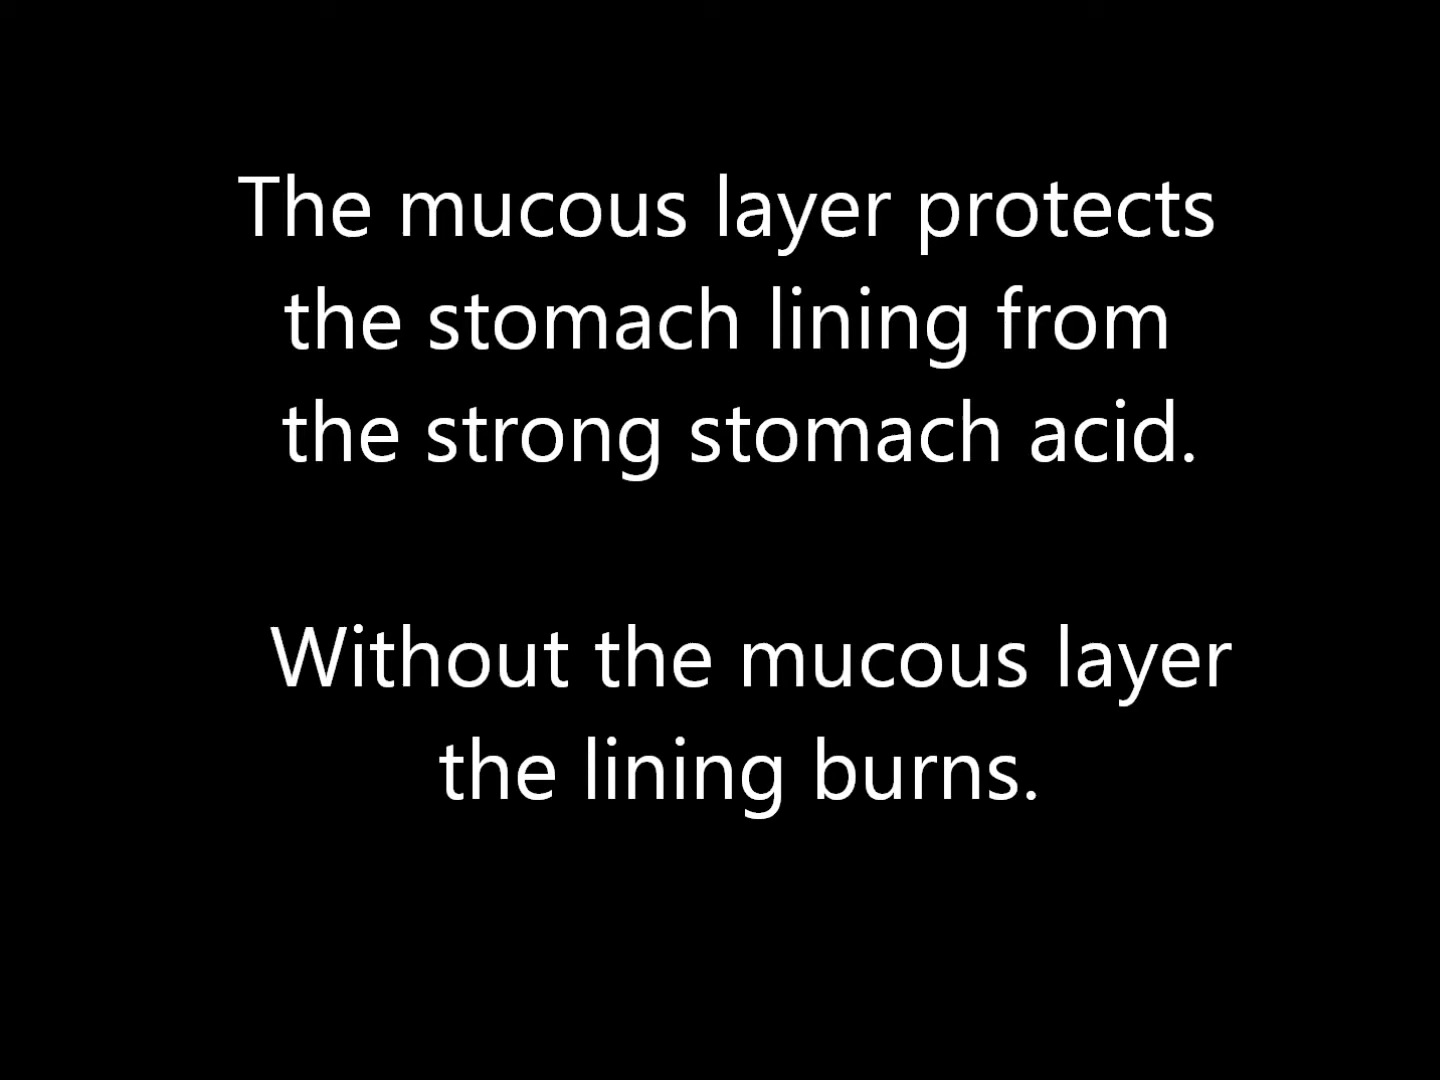 The mucous layer protects
the stomach lining from
the strong stomach acid.
Without the mucous layer
the lining burns.